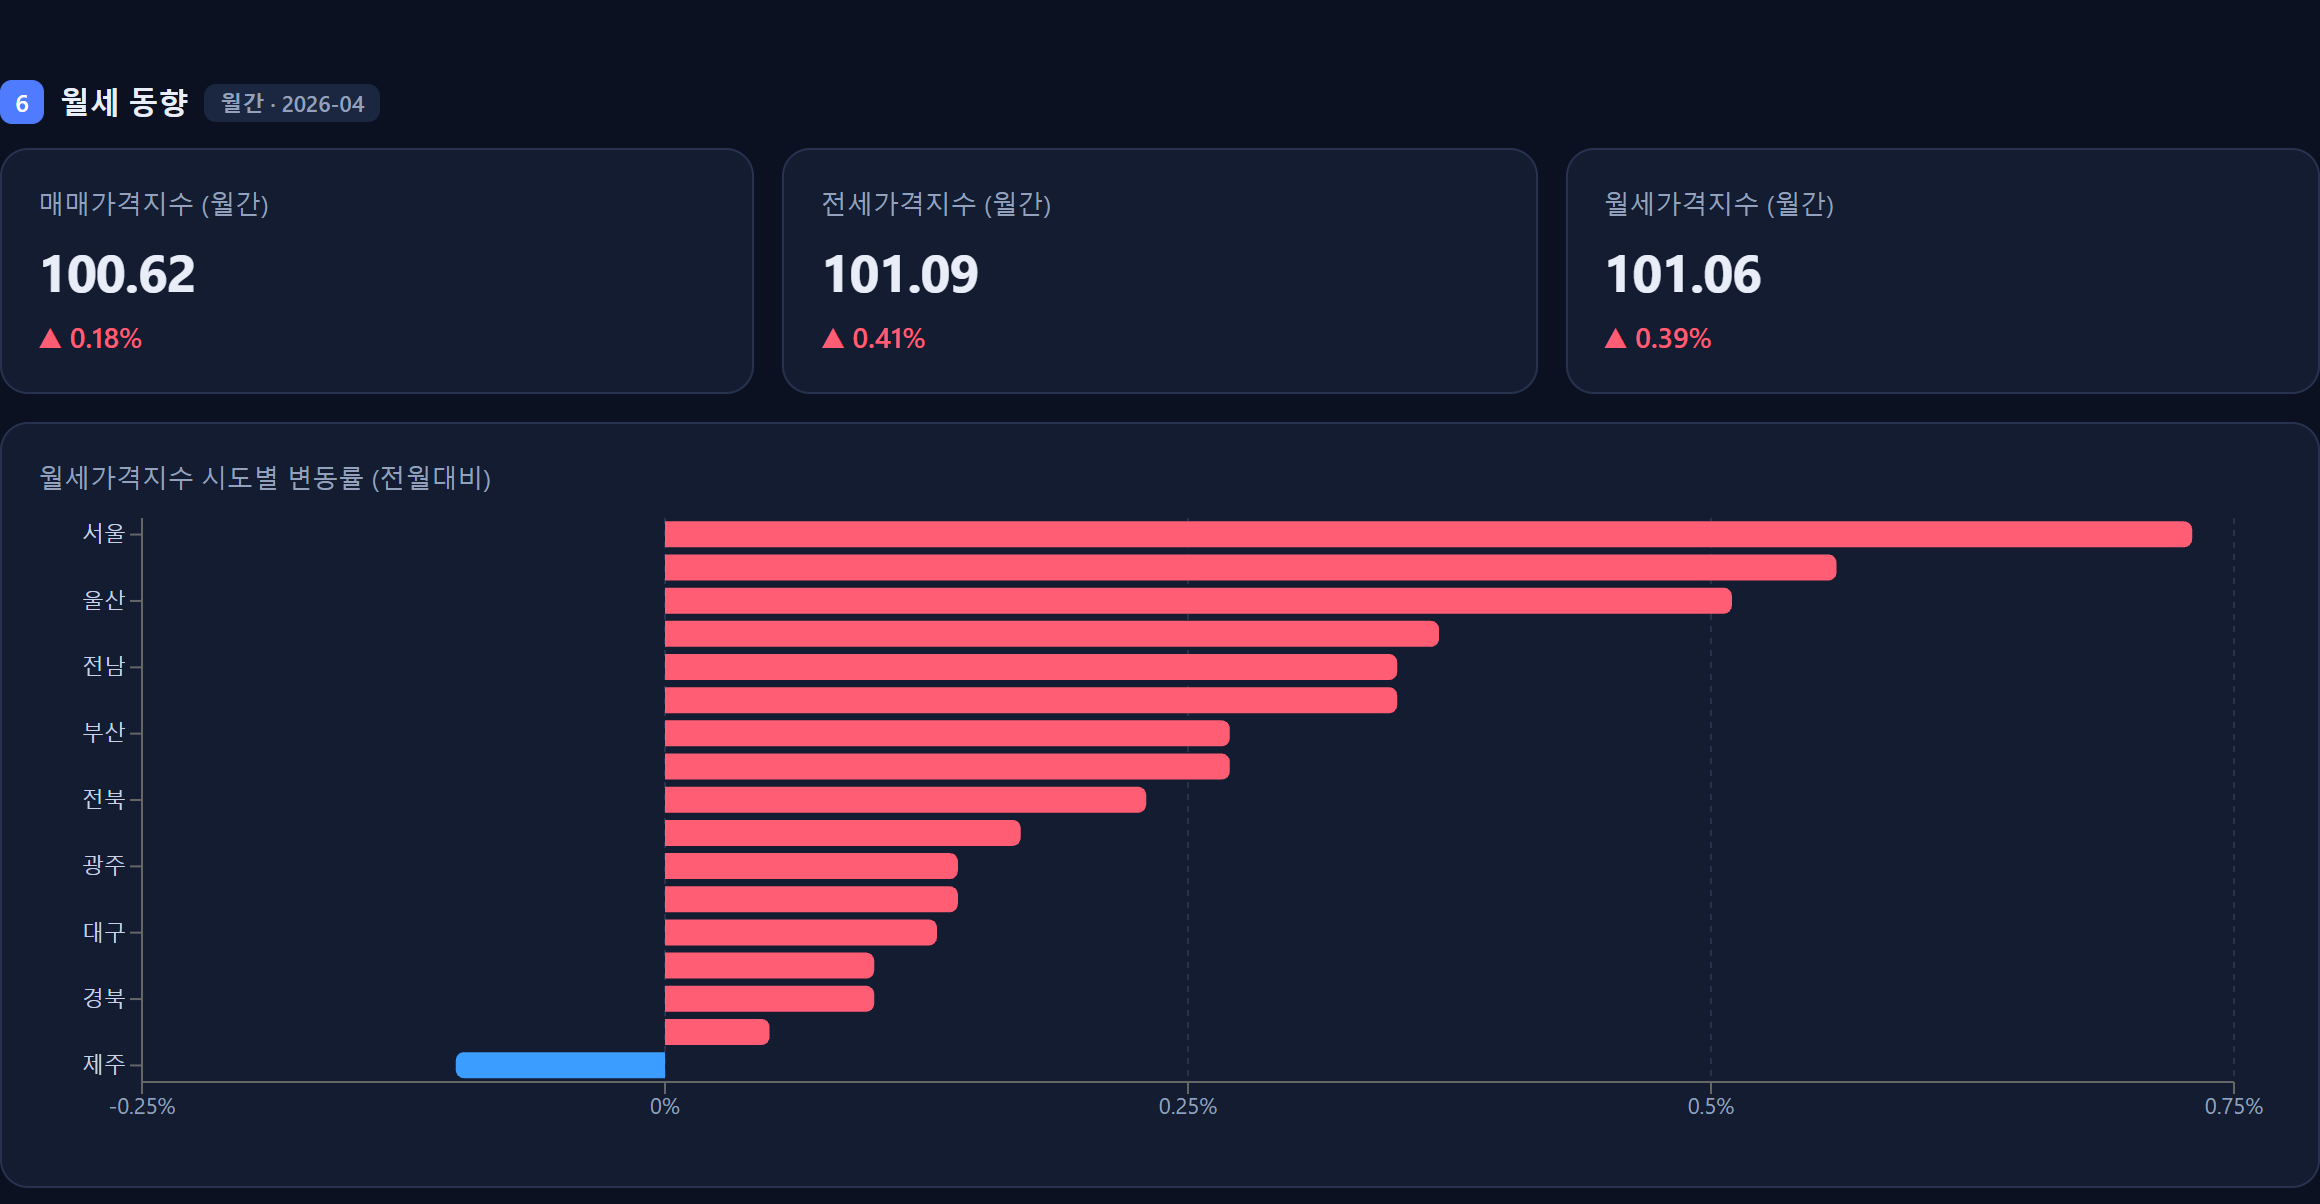 6 월세 동향 월간 · 2026-04
매매가격지수 (월간)
100.62
▲ 0.18%
전세가격지수 (월간)
101.09
▲ 0.41%
월세가격지수 (월간)
101.06
▲ 0.39%
월세가격지수 시도별 변동률 (전월대비)
서울
울산
전남
부산
전북
광주
대구
경북
제주
-0.25% 0% 0.25% 0.5% 0.75%